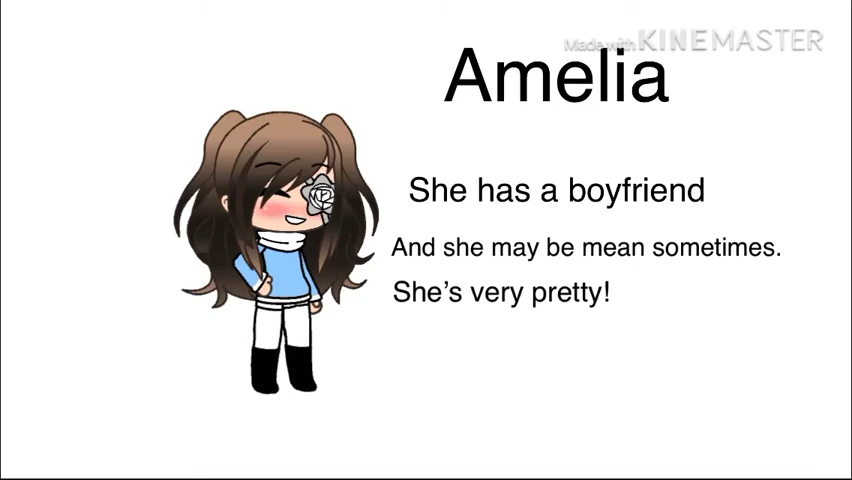 Made with KINEMASTER
Amelia
She has a boyfriend
And she may be mean sometimes.
She’s very pretty!